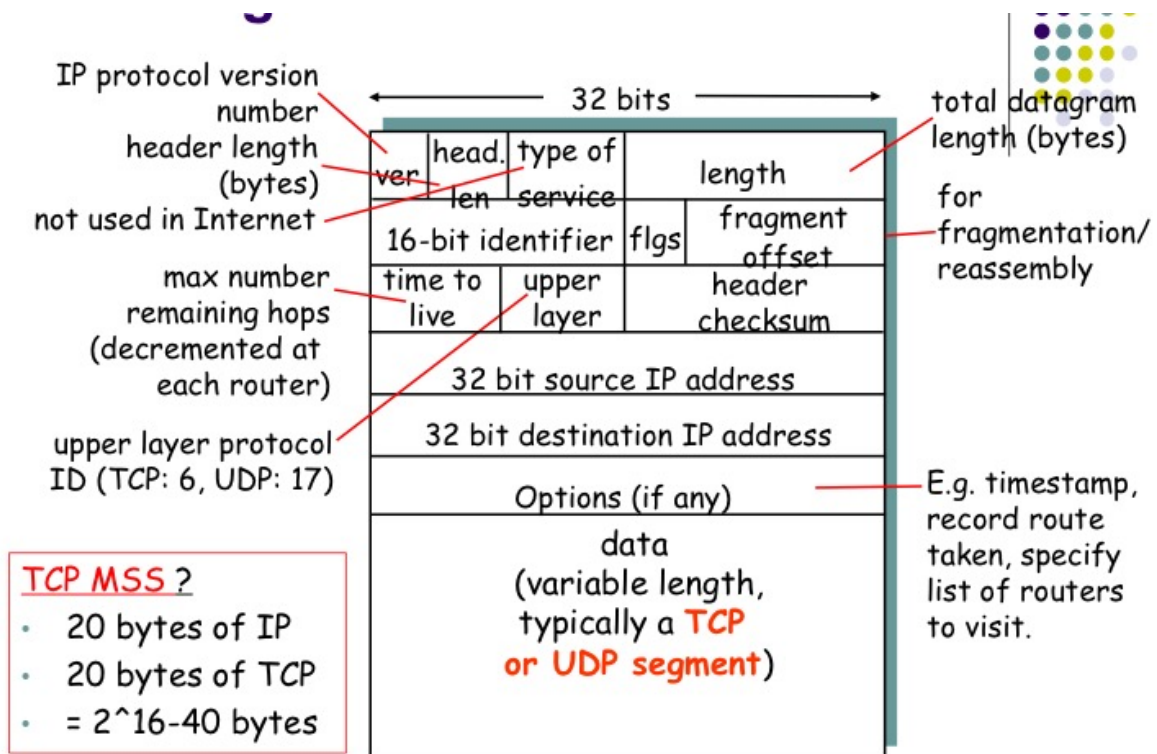 IP protocol version
number
header length
(bytes)
not used in Internet
max number
remaining hops
(decremented at
each router)
upper layer protocol
ID (TCP: 6, UDP: 17)
TCP MSS ?
• 20 bytes of IP
• 20 bytes of TCP
• = 2^16-40 bytes
32 bits
ver
head.
len
type of
service
length
16-bit identifier
flgs
fragment
offset
time to
live
upper
layer
header
checksum
32 bit source IP address
32 bit destination IP address
Options (if any)
data
(variable length,
typically a TCP
or UDP segment)
total datagram
length (bytes)
for
fragmentation/
reassembly
E.g. timestamp,
record route
taken, specify
list of routers
to visit.